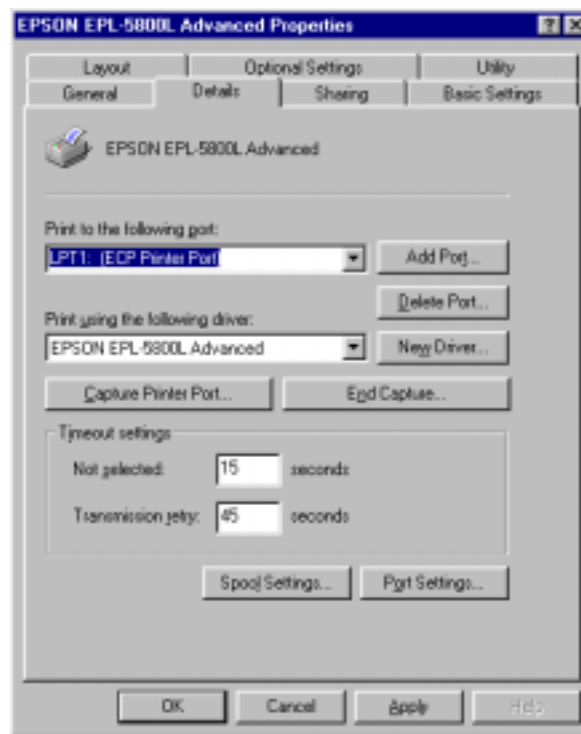 EPSON EPL-5800L Advanced Properties
Layout Optional Settings Utility
General Details Sharing Basic Settings
EPSON EPL-5800L Advanced
Print to the following port:
LPT1: (ECP Printer Port) Add Port...
Delete Port...
Print using the following driver:
EPSON EPL-5800L Advanced New Driver...
Capture Printer Port... End Capture...
Timeout settings
Not selected: 15 seconds
Transmission retry: 45 seconds
Spool Settings... Port Settings...
OK Cancel Apply Help